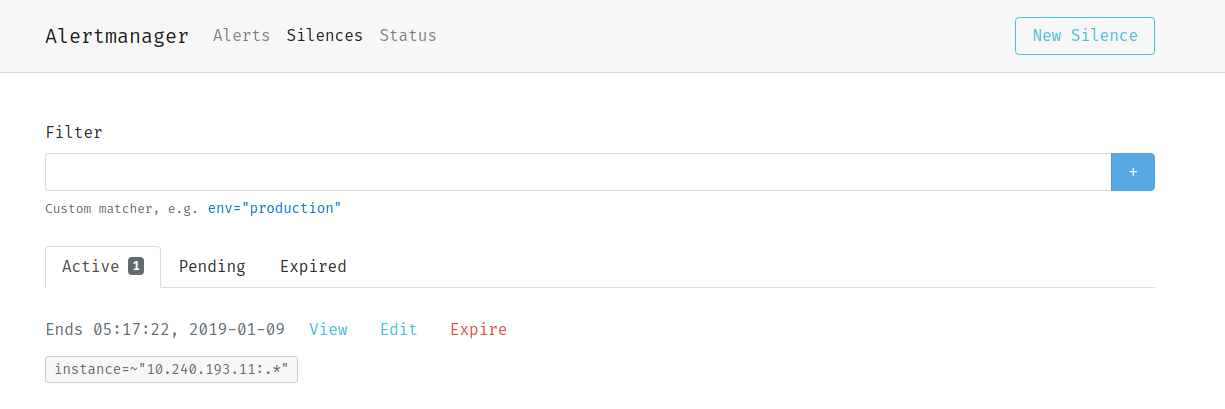 Alertmanager Alerts Silences Status New Silence
Filter
+
Custom matcher, e.g. env="production"
Active 1 Pending Expired
Ends 05:17:22, 2019-01-09 View Edit Expire
instance=~"10.240.193.11:.*"